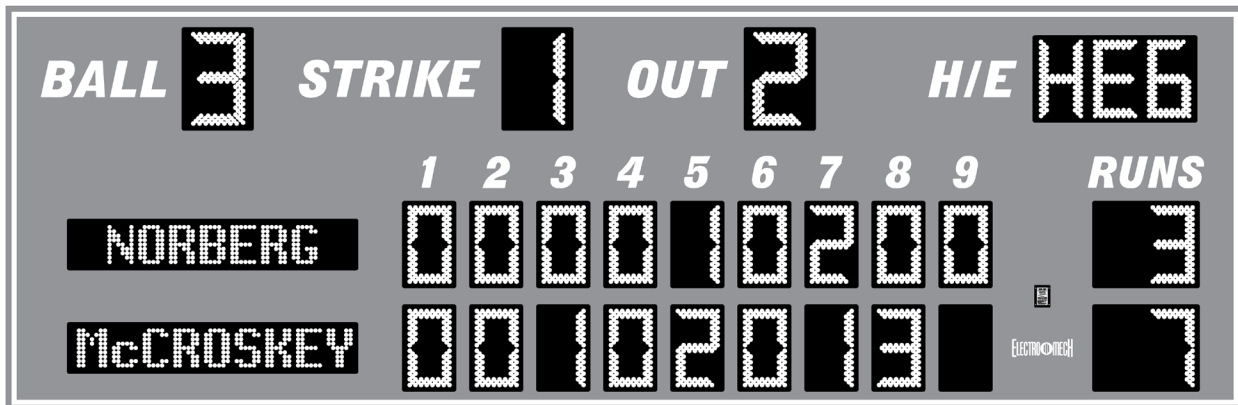 BALL 3 STRIKE 1 OUT 2 H/E HE6
1 2 3 4 5 6 7 8 9 RUNS
NORBERG 0 0 0 0 1 0 2 0 0 3
McCROSKEY 0 0 1 0 2 0 1 3 7
ELECTRO MECH